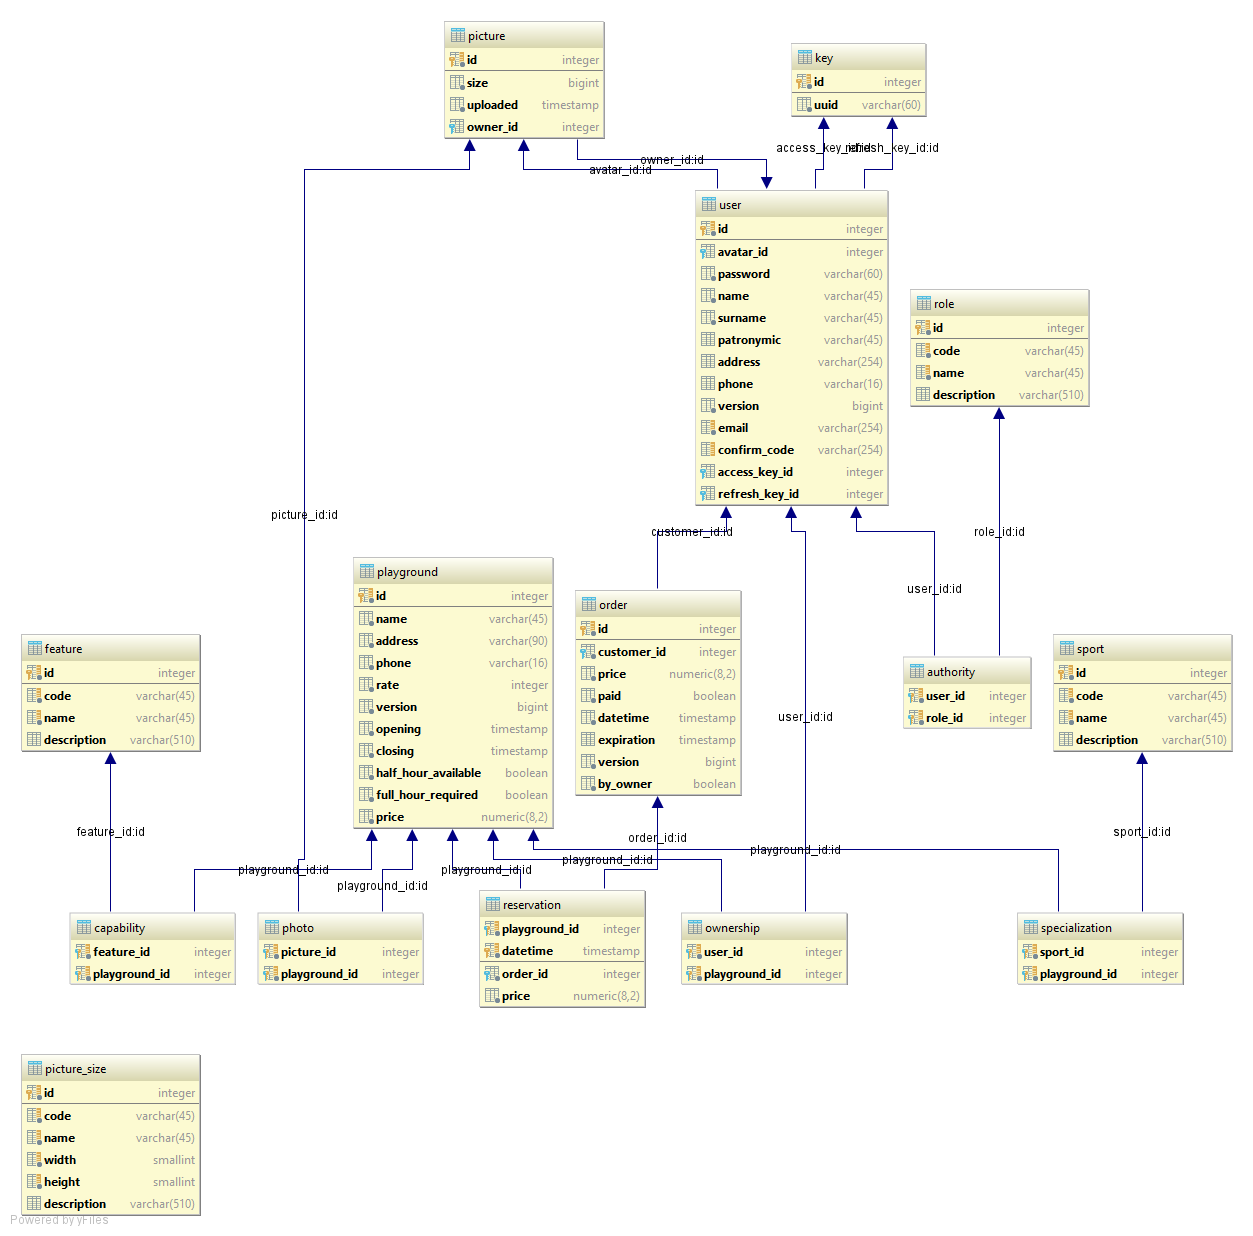 picture
id integer
size bigint
uploaded timestamp
owner_id integer
key
id integer
uuid varchar(60)
access_key_id:id
refresh_key_id:id
owner_id:id
avatar_id:id
user
id integer
avatar_id integer
password varchar(60)
name varchar(45)
surname varchar(45)
patronymic varchar(45)
address varchar(254)
phone varchar(16)
version bigint
email varchar(254)
confirm_code varchar(254)
access_key_id integer
refresh_key_id integer
role
id integer
code varchar(45)
name varchar(45)
description varchar(510)
picture_id:id
customer_id:id
role_id:id
user_id:id
playground
id integer
name varchar(45)
address varchar(90)
phone varchar(16)
rate integer
version bigint
opening timestamp
closing timestamp
half_hour_available boolean
full_hour_required boolean
price numeric(8,2)
order
id integer
customer_id integer
price numeric(8,2)
paid boolean
datetime timestamp
expiration timestamp
version bigint
by_owner boolean
feature
id integer
code varchar(45)
name varchar(45)
description varchar(510)
authority
user_id integer
role_id integer
sport
id integer
code varchar(45)
name varchar(45)
description varchar(510)
user_id:id
feature_id:id
sport_id:id
order_id:id
playground_id:id
playground_id:id
playground_id:id
playground_id:id
playground_id:id
capability
feature_id integer
playground_id integer
photo
picture_id integer
playground_id integer
reservation
playground_id integer
datetime timestamp
order_id integer
price numeric(8,2)
ownership
user_id integer
playground_id integer
specialization
sport_id integer
playground_id integer
picture_size
id integer
code varchar(45)
name varchar(45)
width smallint
height smallint
description varchar(510)
Powered by yFiles